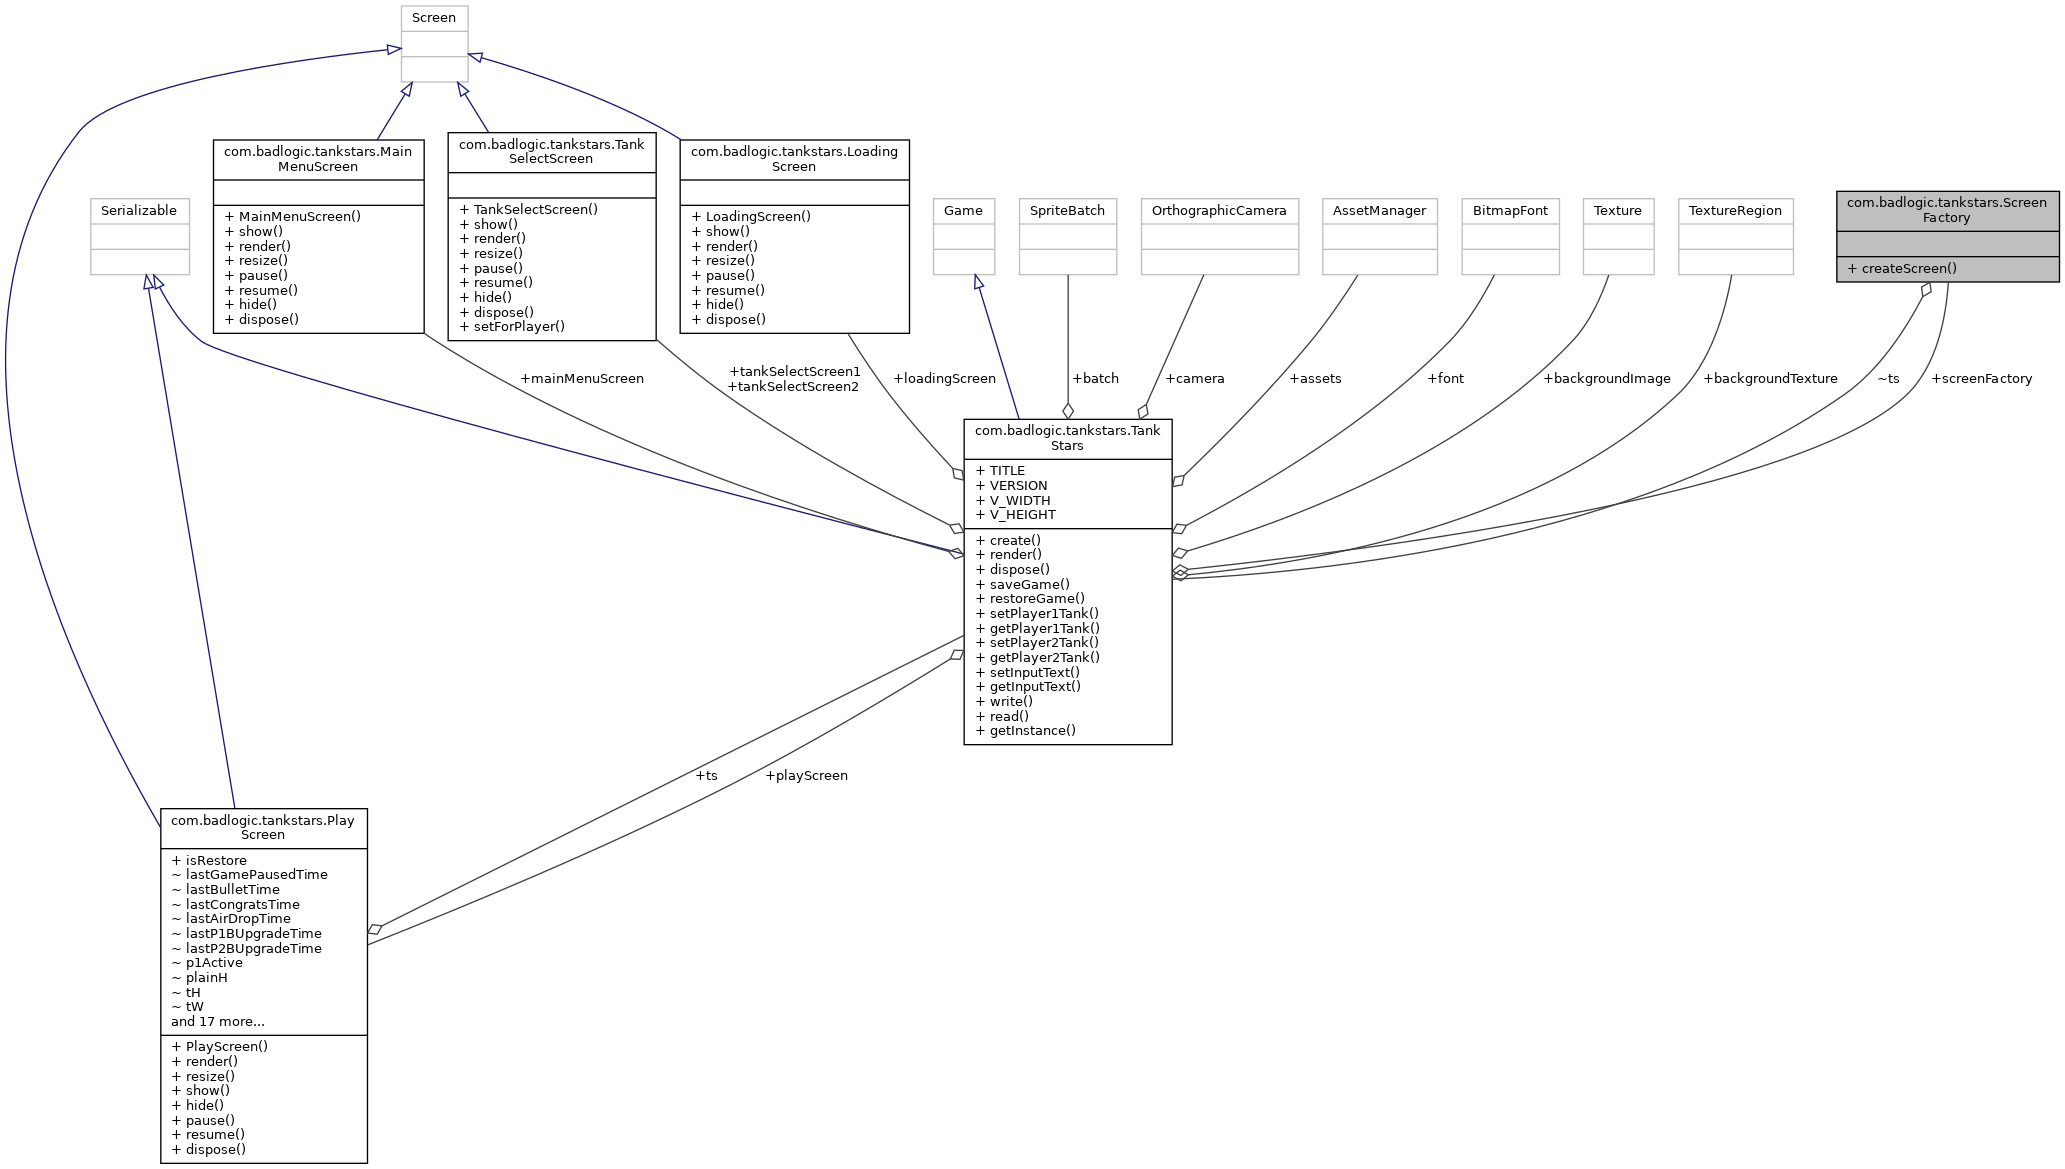 Screen
Serializable
com.badlogic.tankstars.Main
MenuScreen
+ MainMenuScreen()
+ show()
+ render()
+ resize()
+ pause()
+ resume()
+ hide()
+ dispose()
com.badlogic.tankstars.Tank
SelectScreen
+ TankSelectScreen()
+ show()
+ render()
+ resize()
+ pause()
+ resume()
+ hide()
+ dispose()
+ setForPlayer()
com.badlogic.tankstars.Loading
Screen
+ LoadingScreen()
+ show()
+ render()
+ resize()
+ pause()
+ resume()
+ hide()
+ dispose()
Game
SpriteBatch
OrthographicCamera
AssetManager
BitmapFont
Texture
TextureRegion
com.badlogic.tankstars.Screen
Factory
+ createScreen()
+mainMenuScreen
+tankSelectScreen1
+tankSelectScreen2
+loadingScreen
+batch
+camera
+assets
+font
+backgroundImage
+backgroundTexture
~ts
+screenFactory
com.badlogic.tankstars.Tank
Stars
+ TITLE
+ VERSION
+ V_WIDTH
+ V_HEIGHT
+ create()
+ render()
+ dispose()
+ saveGame()
+ restoreGame()
+ setPlayer1Tank()
+ getPlayer1Tank()
+ setPlayer2Tank()
+ getPlayer2Tank()
+ setInputText()
+ getInputText()
+ write()
+ read()
+ getInstance()
+ts
+playScreen
com.badlogic.tankstars.Play
Screen
+ isRestore
~ lastGamePausedTime
~ lastBulletTime
~ lastCongratsTime
~ lastAirDropTime
~ lastP1BUpgradeTime
~ lastP2BUpgradeTime
~ p1Active
~ plainH
~ tH
~ tW
and 17 more...
+ PlayScreen()
+ render()
+ resize()
+ show()
+ hide()
+ pause()
+ resume()
+ dispose()